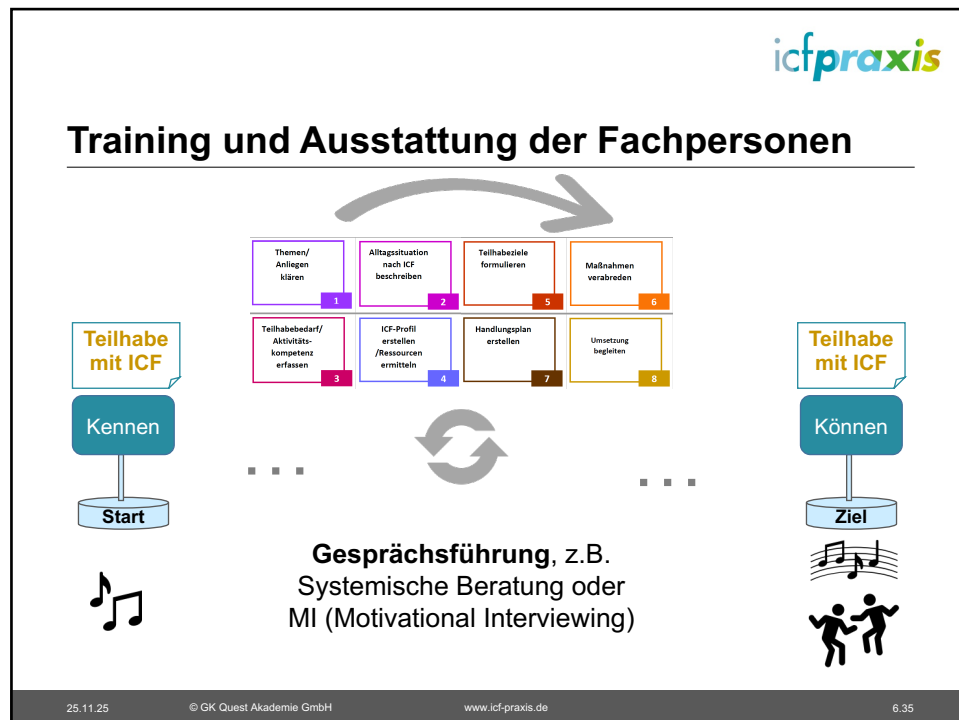 icfpraxis
Training und Ausstattung der Fachpersonen
Themen/
Anliegen
klären
1
Alltagssituation
nach ICF
beschreiben
2
Teilhabeziele
formulieren
5
Maßnahmen
verabreden
6
Teilhabebedarf/
Aktivitäts-
kompetenz
erfassen
3
ICF-Profil
erstellen
/Ressourcen
ermitteln
4
Handlungsplan
erstellen
7
Umsetzung
begleiten
8
Teilhabe
mit ICF
Kennen
Start
Teilhabe
mit ICF
Können
Ziel
...
...
Gesprächsführung, z.B.
Systemische Beratung oder
MI (Motivational Interviewing)
25.11.25 © GK Quest Akademie GmbH www.icf-praxis.de 6.35